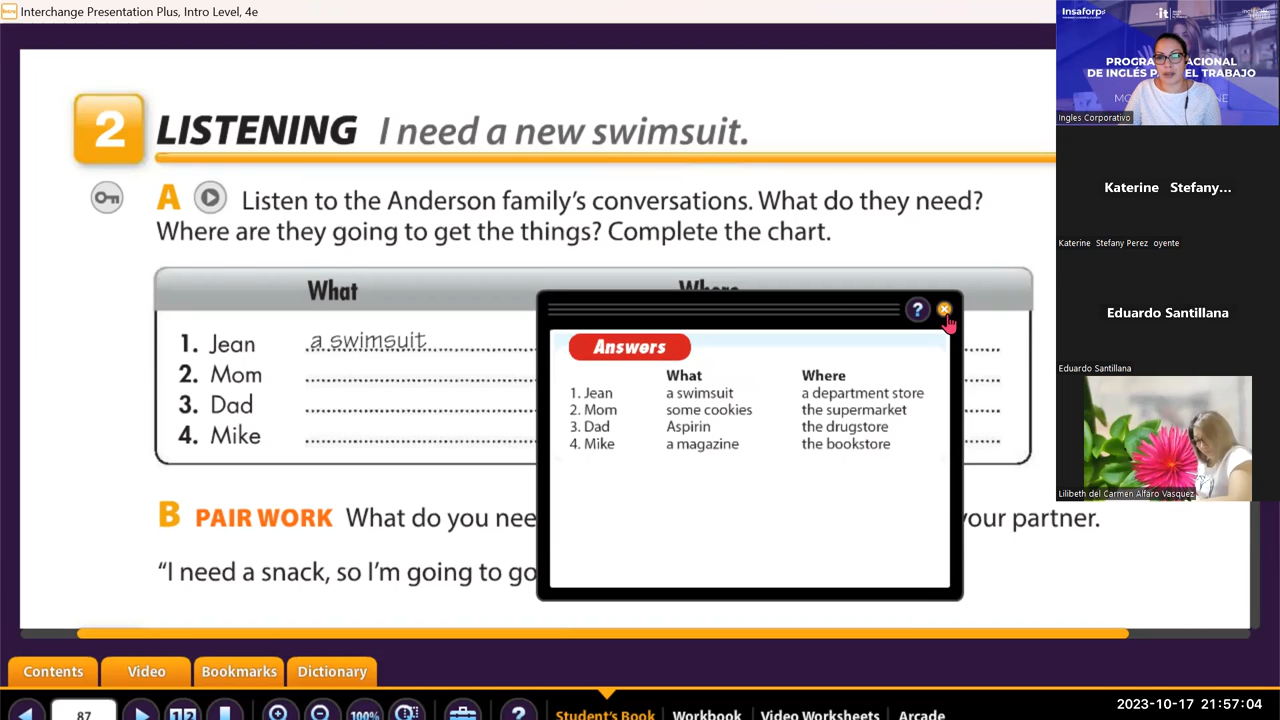 Interchange Presentation Plus, Intro Level, 4e
2 LISTENING I need a new swimsuit.
A Listen to the Anderson family's conversations. What do they need?
Where are they going to get the things? Complete the chart.
What Where
1. Jean a swimsuit
2. Mom
3. Dad
4. Mike
?
Answers
What Where
1. Jean a swimsuit a department store
2. Mom some cookies the supermarket
3. Dad Aspirin the drugstore
4. Mike a magazine the bookstore
B PAIR WORK What do you nee your partner.
"I need a snack, so I'm going to go
Contents Video Bookmarks Dictionary
87 1 2 100% ?
Student's Book Workbook Video Worksheets Arcade
2023-10-17 21:57:04
Insaforp
Ingles Corporativo
Katerine Stefany...
Katerine Stefany Perez oyente
Eduardo Santillana
Eduardo Santillana
Lilibeth del Carmen Alfaro Vasquez